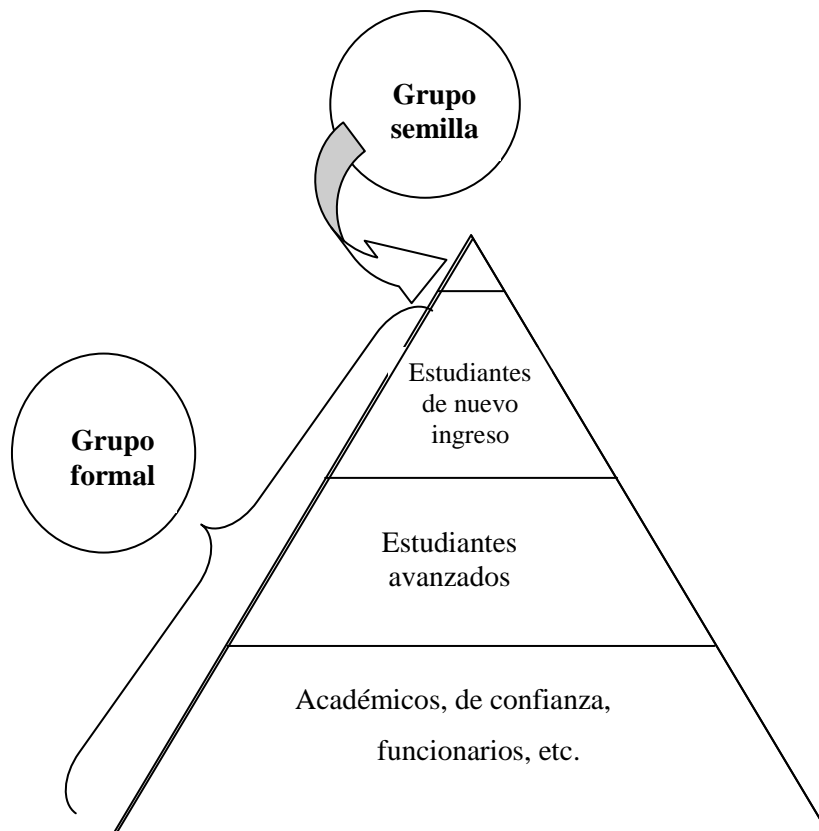 Grupo
semilla
Estudiantes
de nuevo
ingreso
Grupo
formal
Estudiantes
avanzados
Académicos, de confianza,
funcionarios, etc.